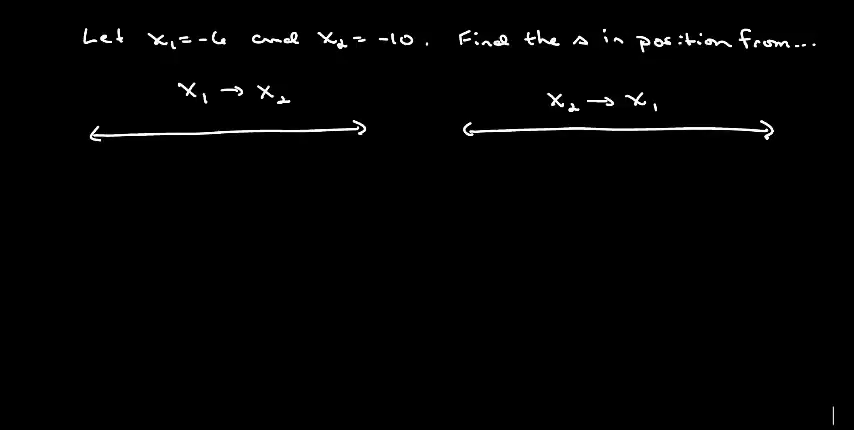 Let x₁ = -6 and x₂ = -10. Find the Δ in position from...
x₁ → x₂
x₂ → x₁